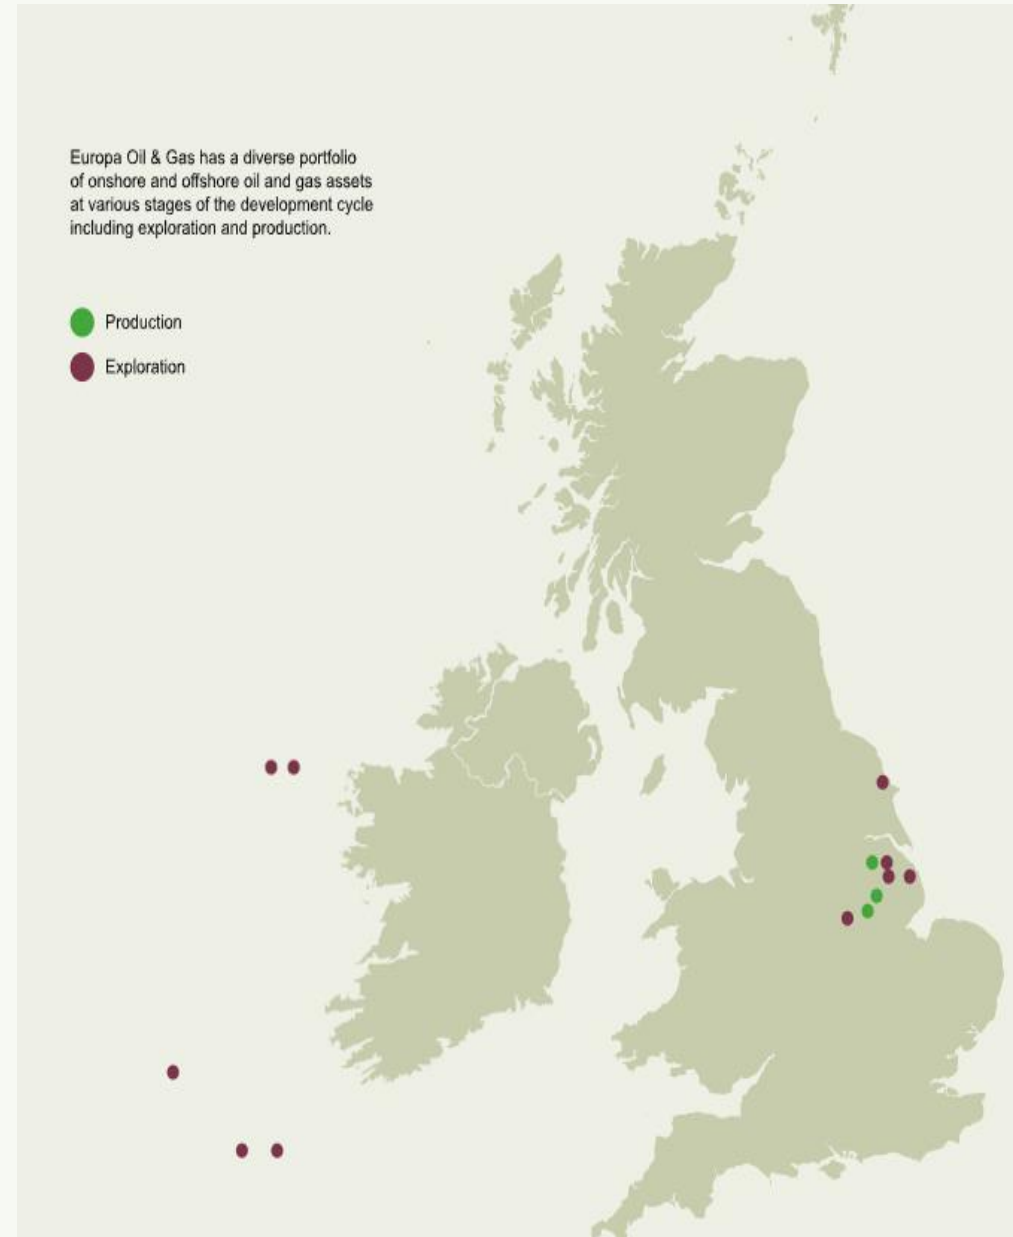 Europa Oil & Gas has a diverse portfolio
of onshore and offshore oil and gas assets
at various stages of the development cycle
including exploration and production.
Production
Exploration